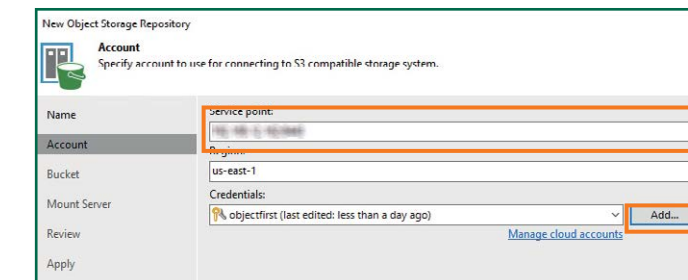 New Object Storage Repository
Account
Specify account to use for connecting to S3 compatible storage system.
Name
Account
Bucket
Mount Server
Review
Apply
Service point:
Region:
us-east-1
Credentials:
objectfirst (last edited: less than a day ago)
Add...
Manage cloud accounts